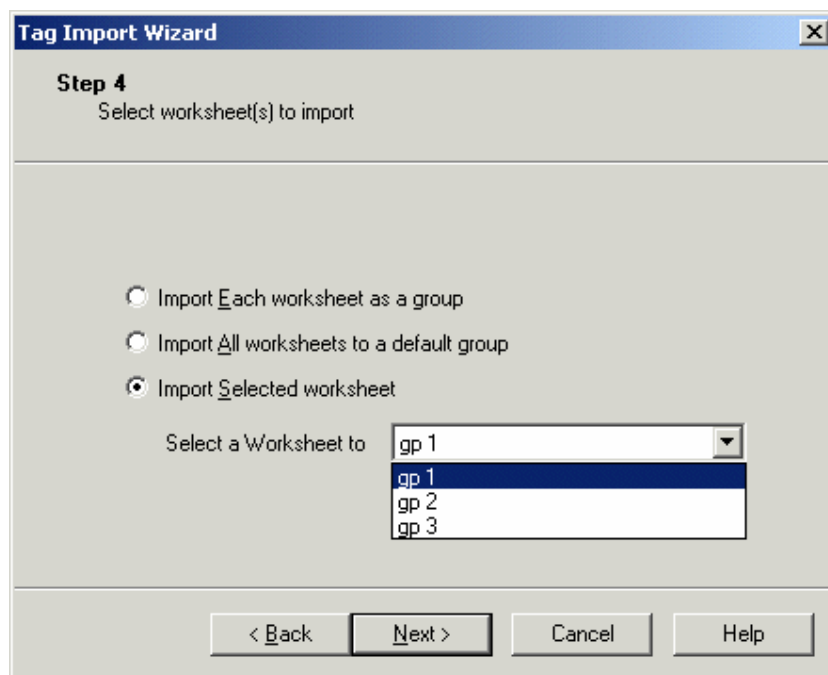 Tag Import Wizard
Step 4
Select worksheet(s) to import
Import Each worksheet as a group
Import All worksheets to a default group
Import Selected worksheet
Select a Worksheet to gp 1
gp 1
gp 2
gp 3
< Back Next > Cancel Help